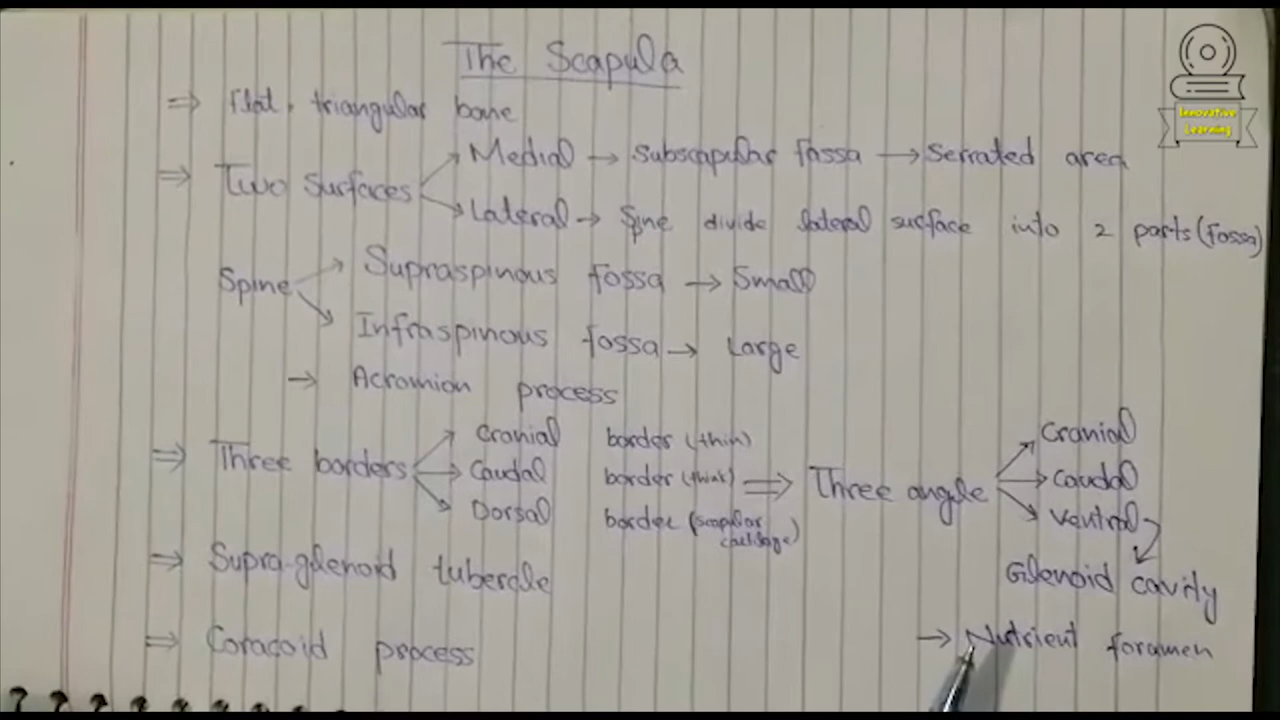 The Scapula
⇒ Flat, triangular bone
⇒ Two Surfaces
Medial → Subscapular fossa → Serrated area
Lateral → Spine divide lateral surface into 2 parts (fossa)
Spine
Supraspinous fossa → Small
Infraspinous fossa → Large
→ Acromion process
⇒ Three borders
Cranial border (thin)
Caudal border (thick)
Dorsal border (scapular cartilage)
⇒ Three angle
Cranial
Caudal
Ventral
Glenoid cavity
⇒ Supra-glenoid tubercle
⇒ Coracoid process
→ Nutrient foramen
Innovative
Learning